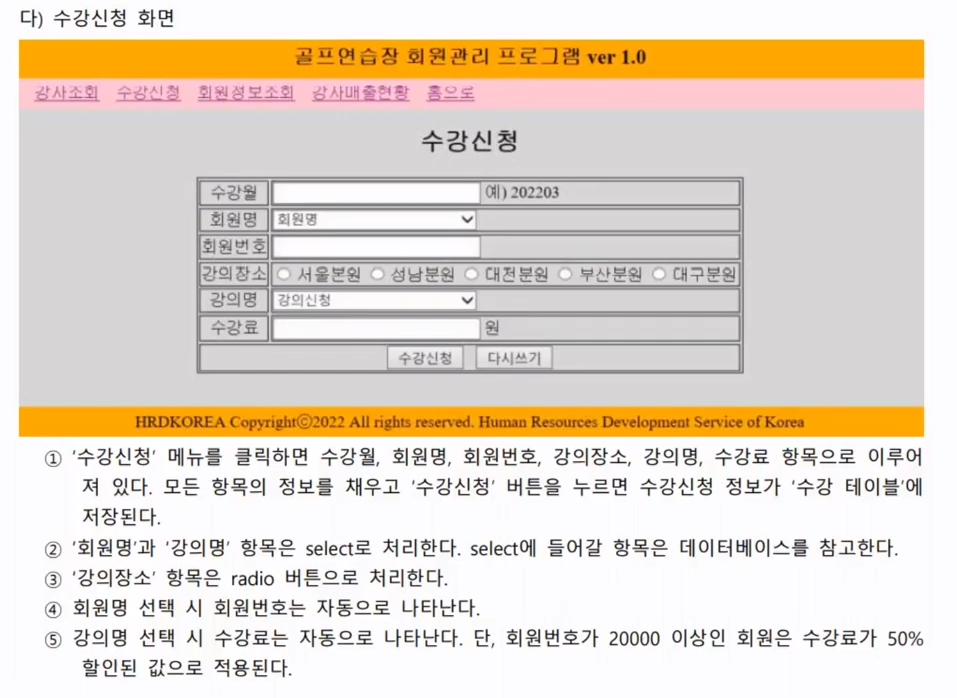 다) 수강신청 화면
골프연습장 회원관리 프로그램 ver 1.0
강사조회 수강신청 회원정보조회 강사매출현황 홈으로
수강신청
수강월 예) 202203
회원명 회원명
회원번호
강의장소 서울본원 성남분원 대전분원 부산분원 대구분원
강의명 강의신청
수강료 원
수강신청 다시쓰기
HRDKOREA Copyrightⓒ2022 All rights reserved. Human Resources Development Service of Korea
① ‘수강신청’ 메뉴를 클릭하면 수강월, 회원명, 회원번호, 강의장소, 강의명, 수강료 항목으로 이루어
져 있다. 모든 항목의 정보를 채우고 ‘수강신청’ 버튼을 누르면 수강신청 정보가 ‘수강 테이블’에
저장된다.
② ‘회원명’과 ‘강의명’ 항목은 select로 처리한다. select에 들어갈 항목은 데이터베이스를 참고한다.
③ ‘강의장소’ 항목은 radio 버튼으로 처리한다.
④ 회원명 선택 시 회원번호는 자동으로 나타난다.
⑤ 강의명 선택 시 수강료는 자동으로 나타난다. 단, 회원번호가 20000 이상인 회원은 수강료가 50%
할인된 값으로 적용된다.